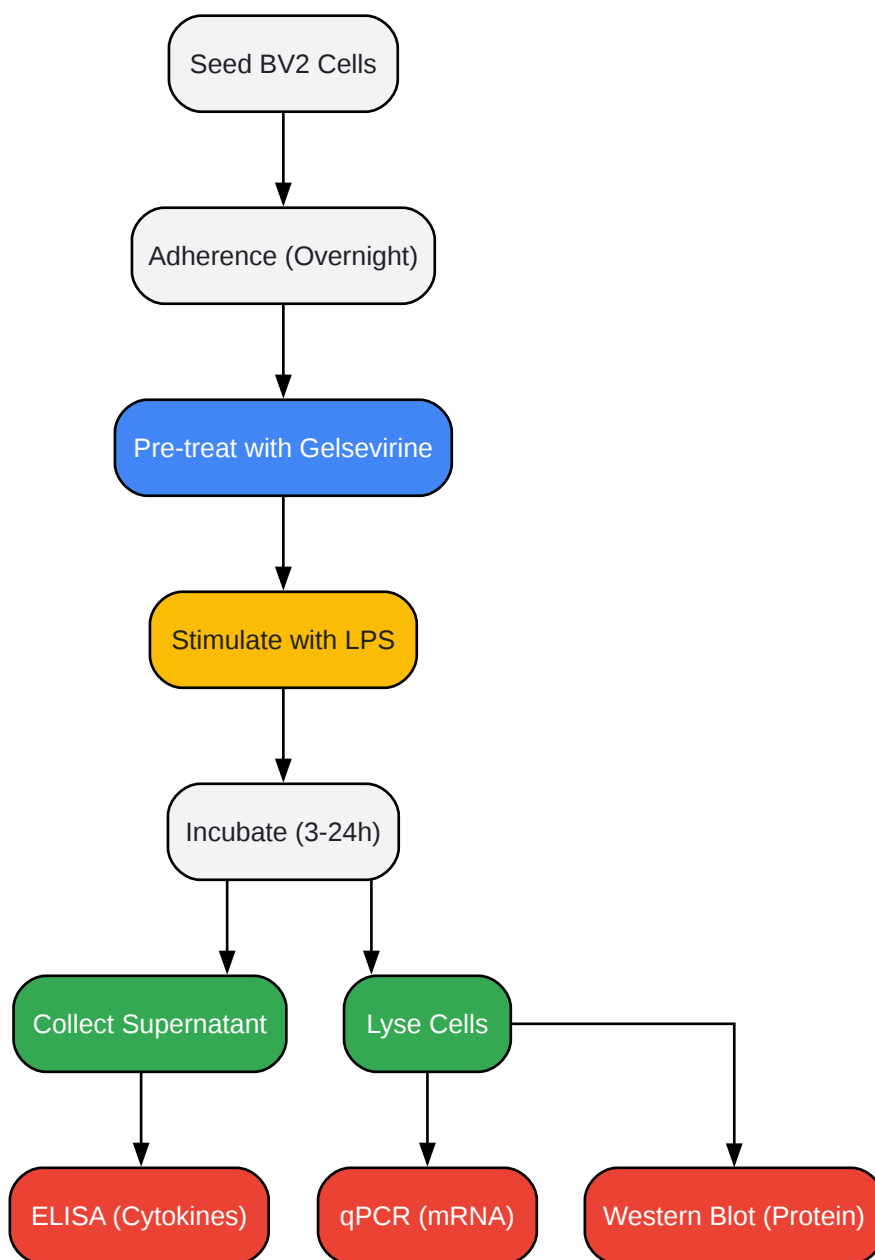 Seed BV2 Cells
Adherence (Overnight)
Pre-treat with Gelsevirine
Stimulate with LPS
Incubate (3-24h)
Collect Supernatant
Lyse Cells
ELISA (Cytokines)
qPCR (mRNA)
Western Blot (Protein)